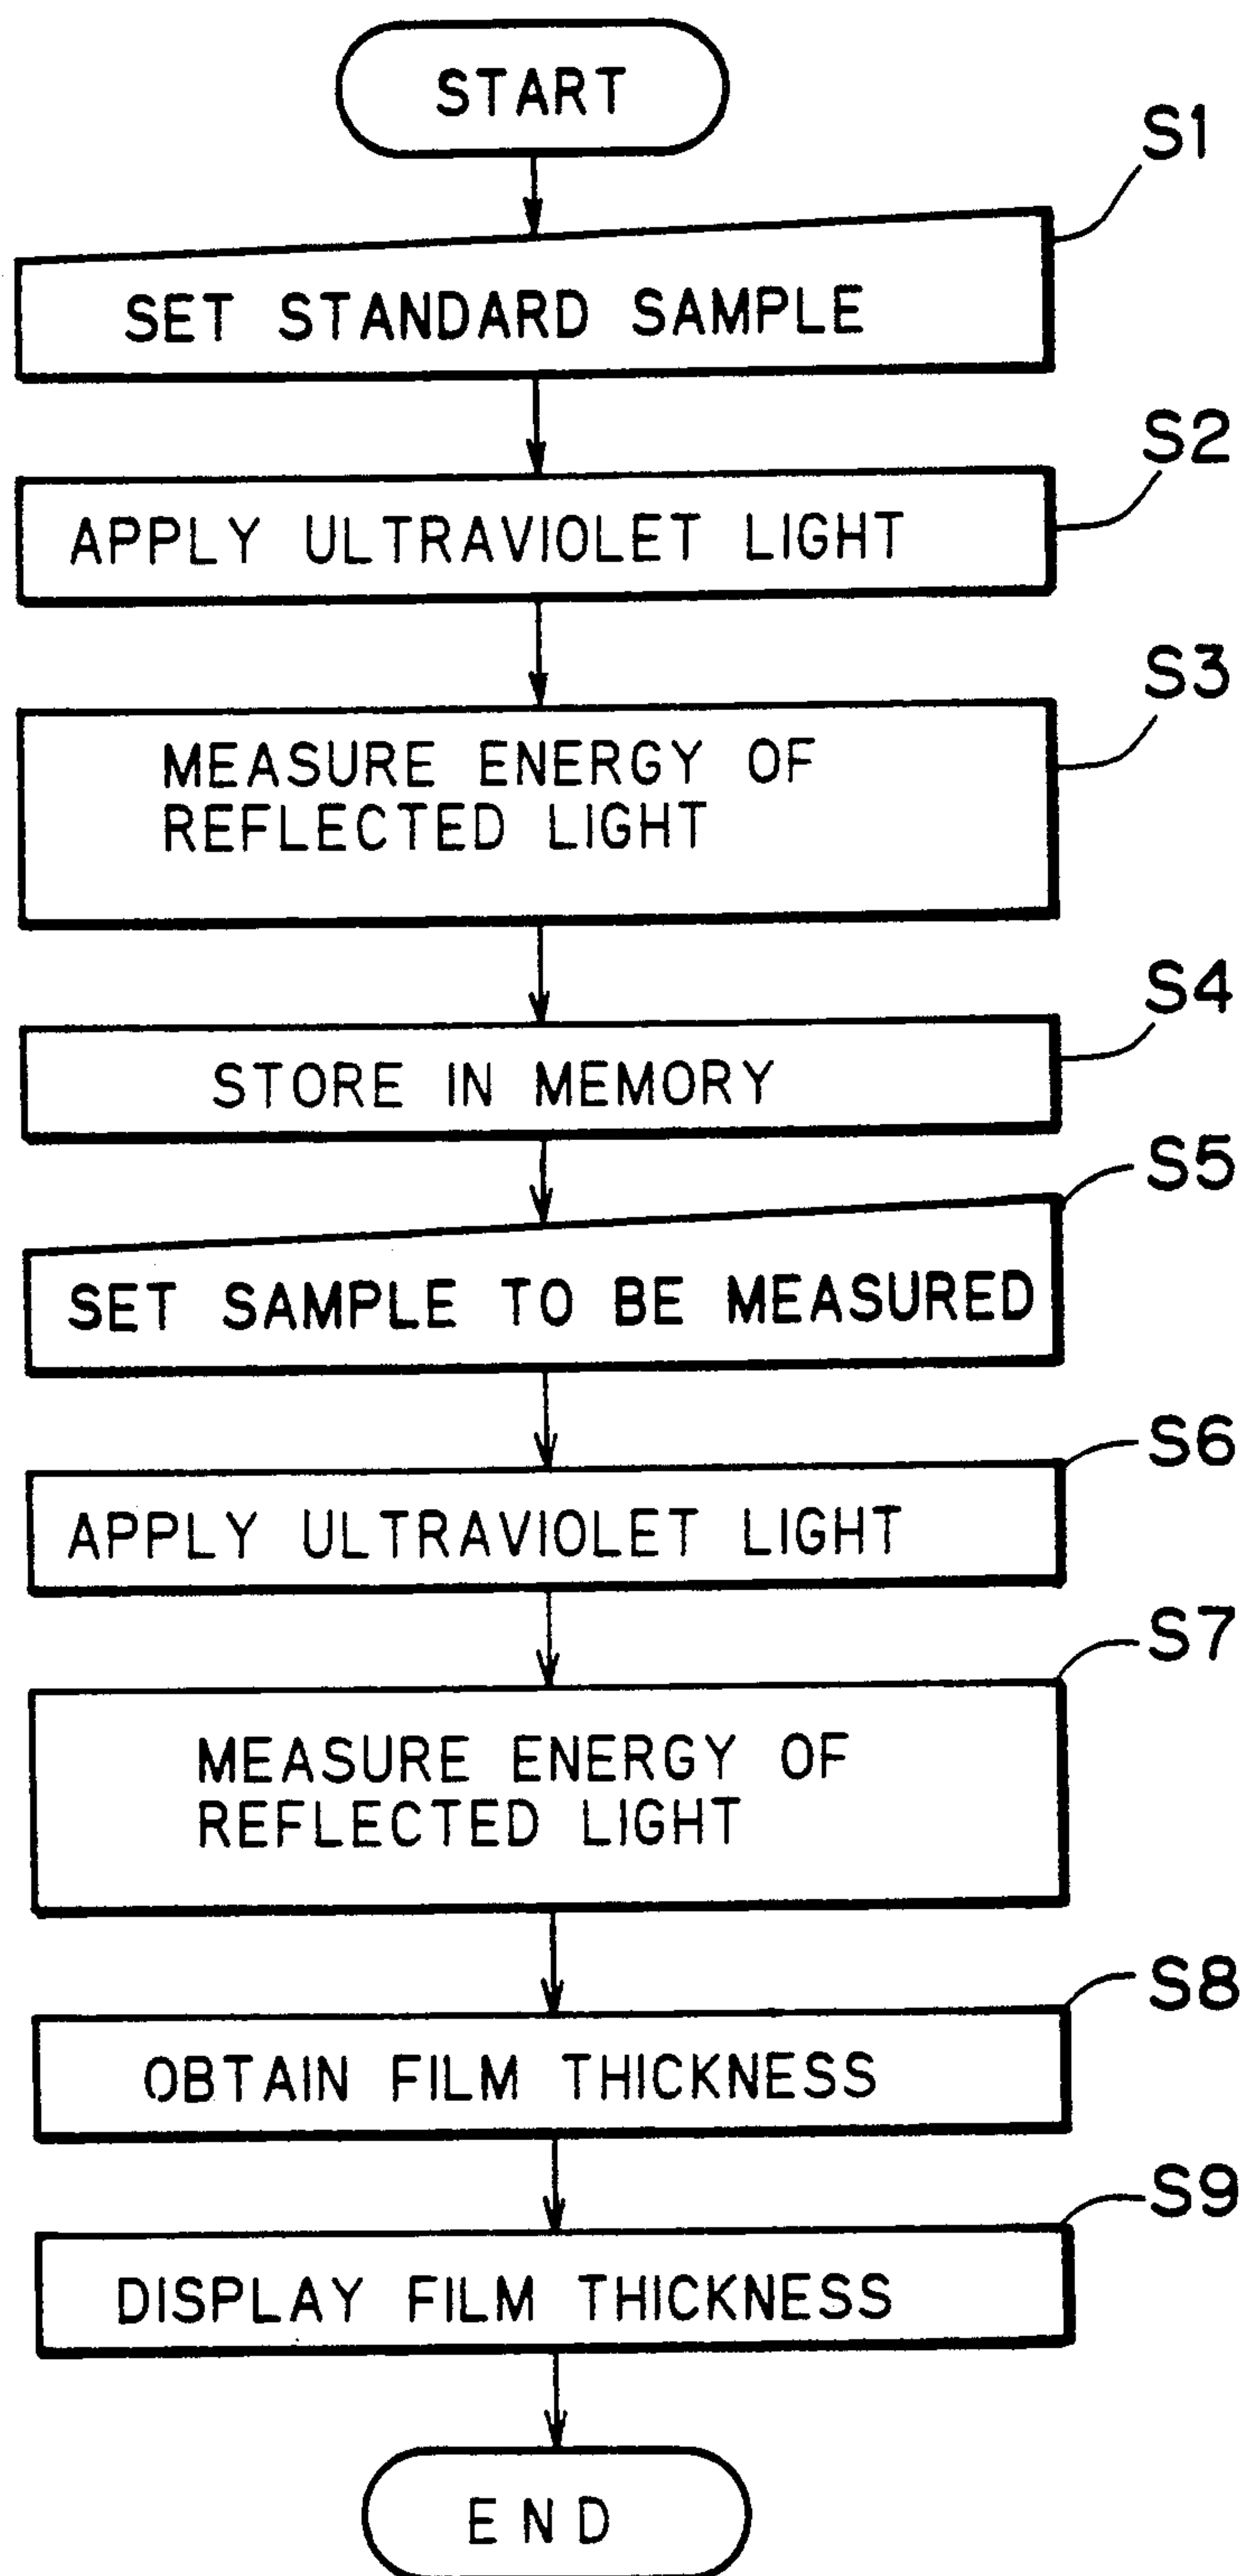 START
S1
SET STANDARD SAMPLE
S2
APPLY ULTRAVIOLET LIGHT
S3
MEASURE ENERGY OF
REFLECTED LIGHT
S4
STORE IN MEMORY
S5
SET SAMPLE TO BE MEASURED
S6
APPLY ULTRAVIOLET LIGHT
S7
MEASURE ENERGY OF
REFLECTED LIGHT
S8
OBTAIN FILM THICKNESS
S9
DISPLAY FILM THICKNESS
END